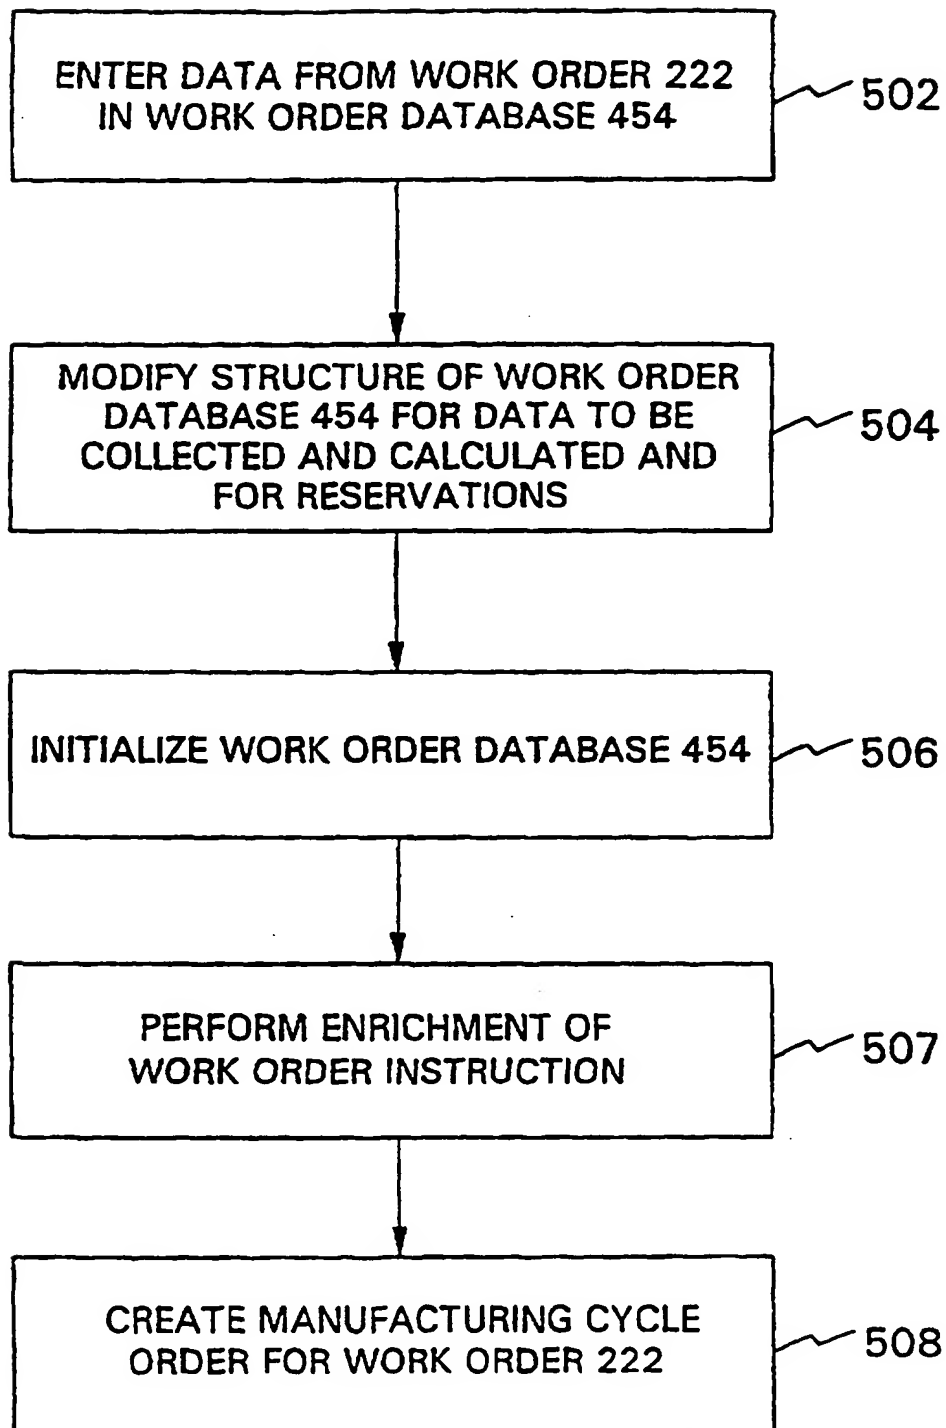 ENTER DATA FROM WORK ORDER 222
IN WORK ORDER DATABASE 454
502
MODIFY STRUCTURE OF WORK ORDER
DATABASE 454 FOR DATA TO BE
COLLECTED AND CALCULATED AND
FOR RESERVATIONS
504
INITIALIZE WORK ORDER DATABASE 454
506
PERFORM ENRICHMENT OF
WORK ORDER INSTRUCTION
507
CREATE MANUFACTURING CYCLE
ORDER FOR WORK ORDER 222
508